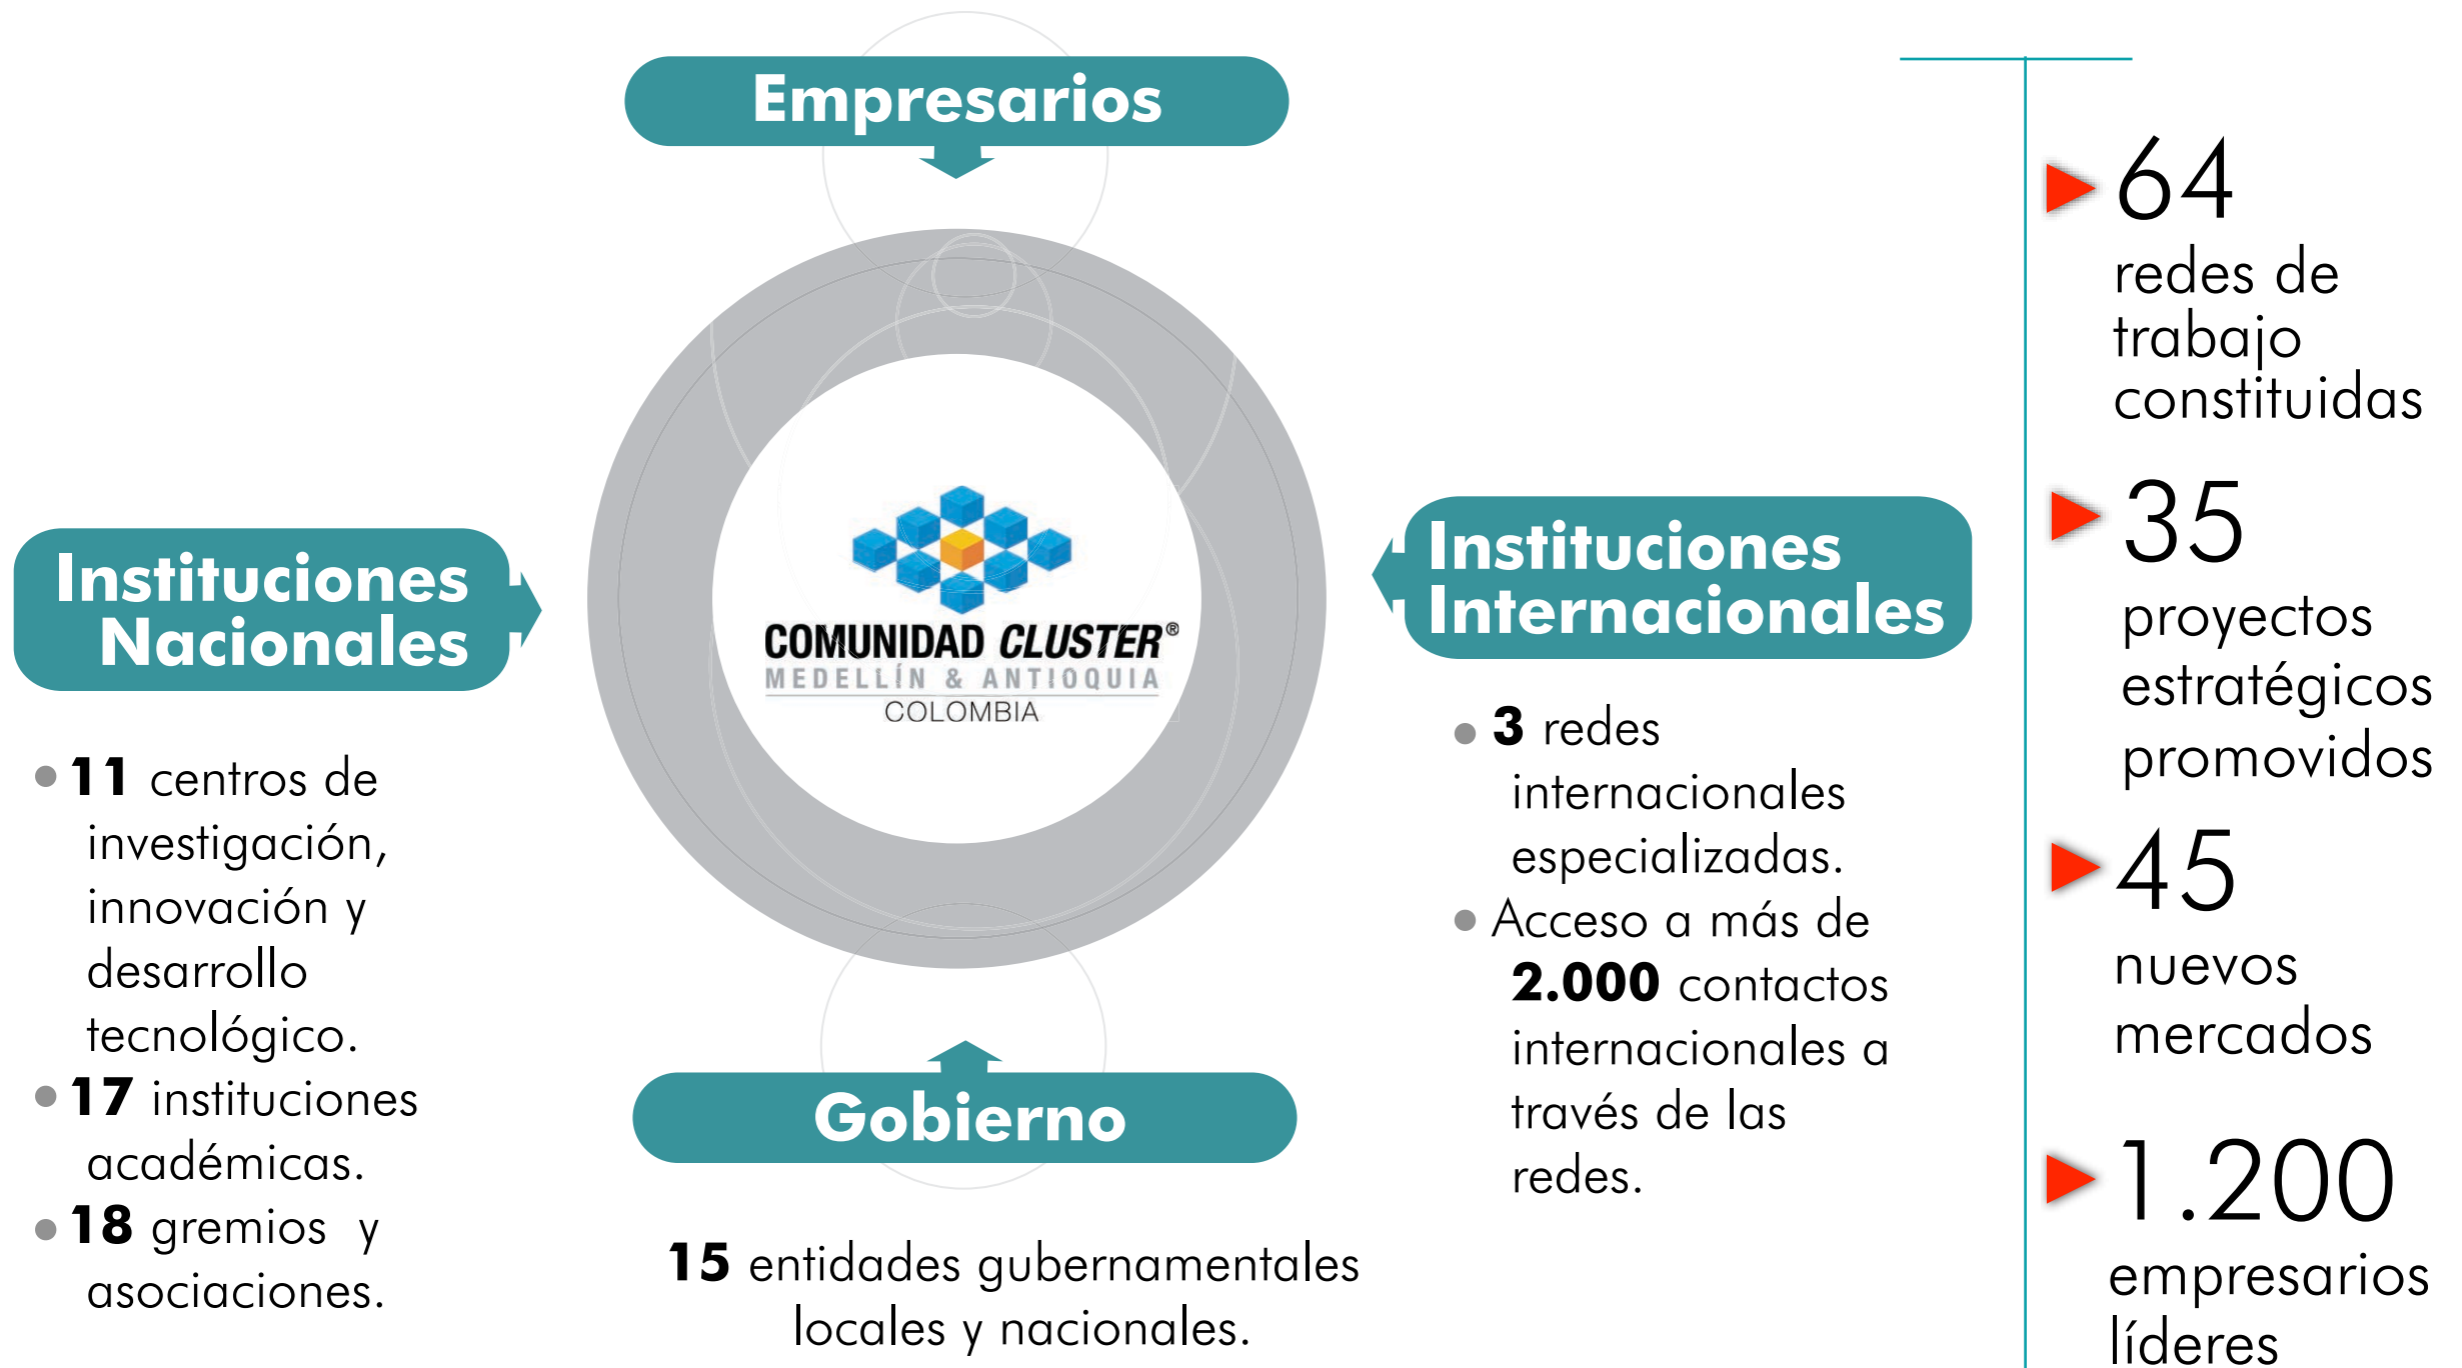 Empresarios
COMUNIDAD CLUSTER®
MEDELLÍN & ANTIOQUIA
COLOMBIA
Instituciones
Nacionales
11 centros de
investigación,
innovación y
desarrollo
tecnológico.
17 instituciones
académicas.
18 gremios y
asociaciones.
Gobierno
15 entidades gubernamentales
locales y nacionales.
Instituciones
Internacionales
3 redes
internacionales
especializadas.
Acceso a más de
2.000 contactos
internacionales a
través de las
redes.
64
redes de
trabajo
constituidas
35
proyectos
estratégicos
promovidos
45
nuevos
mercados
1.200
empresarios
líderes